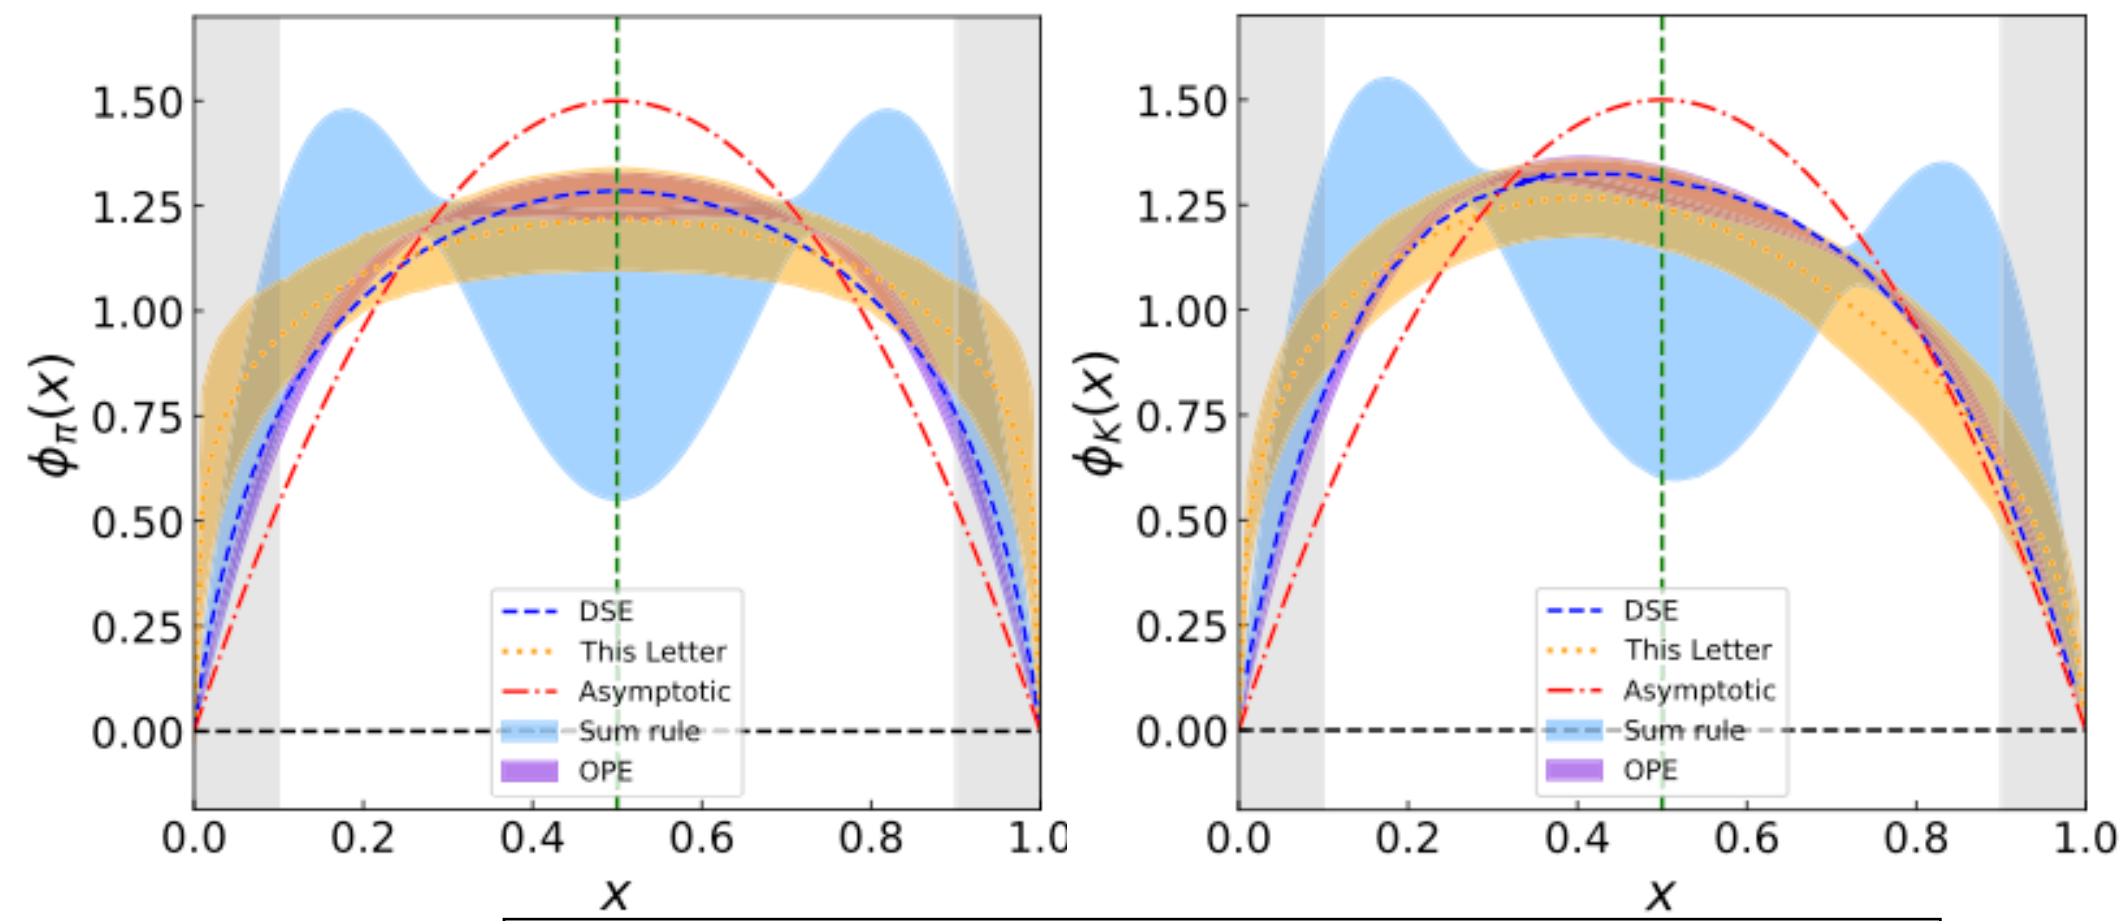 1.50
1.25
1.00
0.75
0.50
0.25
0.00
ϕπ(x)
DSE
This Letter
Asymptotic
Sum rule
OPE
0.0 0.2 0.4 0.6 0.8 1.0
x
1.50
1.25
1.00
0.75
0.50
0.25
0.00
ϕK(x)
DSE
This Letter
Asymptotic
Sum rule
OPE
0.0 0.2 0.4 0.6 0.8 1.0
x